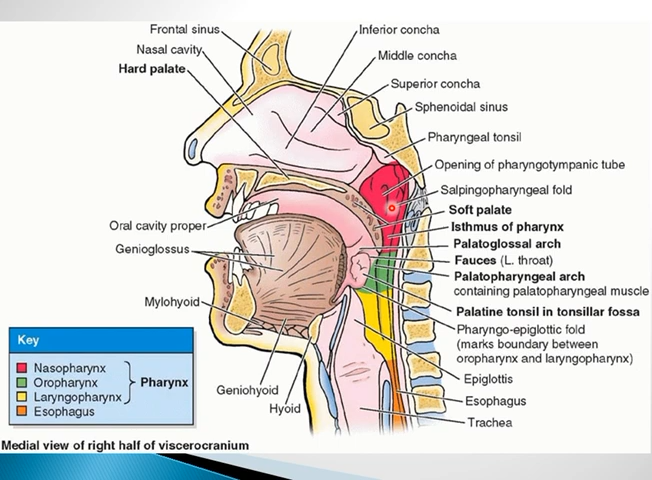 Frontal sinus
Nasal cavity
Hard palate
Inferior concha
Middle concha
Superior concha
Sphenoidal sinus
Pharyngeal tonsil
Opening of pharyngotympanic tube
Salpingopharyngeal fold
Soft palate
Isthmus of pharynx
Palatoglossal arch
Fauces (L. throat)
Palatopharyngeal arch
containing palatopharyngeal muscle
Palatine tonsil in tonsillar fossa
Pharyngo-epiglottic fold
(marks boundary between
oropharynx and laryngopharynx)
Epiglottis
Esophagus
Trachea
Oral cavity proper
Genioglossus
Mylohyoid
Geniohyoid
Hyoid
Key
Nasopharynx
Oropharynx
Laryngopharynx
Pharynx
Esophagus
Medial view of right half of viscerocranium